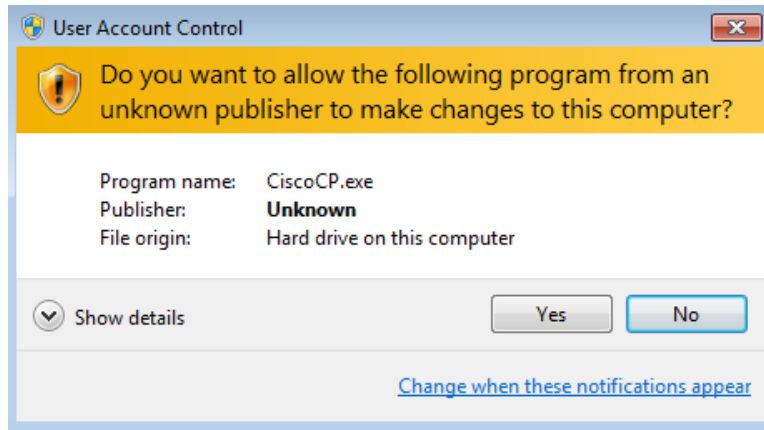 User Account Control
Do you want to allow the following program from an
unknown publisher to make changes to this computer?
Program name: CiscoCP.exe
Publisher: Unknown
File origin: Hard drive on this computer
Show details
Yes
No
Change when these notifications appear